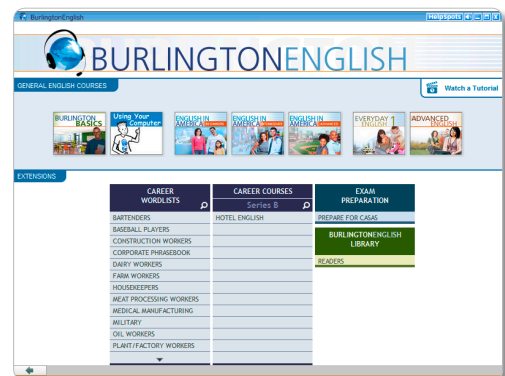 BurlingtonEnglish
HelpSpots
BURLINGTONENGLISH
GENERAL ENGLISH COURSES
Watch a Tutorial
BURLINGTON
BASICS
Using Your
Computer
ENGLISH IN
AMERICA
ENGLISH IN
AMERICA
ENGLISH IN
AMERICA
EVERYDAY 1
ENGLISH
ADVANCED
ENGLISH
EXTENSIONS
CAREER
WORDLISTS
BARTENDERS
BASEBALL PLAYERS
CONSTRUCTION WORKERS
CORPORATE PHRASEBOOK
DAIRY WORKERS
FARM WORKERS
HOUSEKEEPERS
MEAT PROCESSING WORKERS
MEDICAL MANUFACTURING
MILITARY
OIL WORKERS
PLANT/FACTORY WORKERS
CAREER COURSES
Series B
HOTEL ENGLISH
EXAM
PREPARATION
PREPARE FOR CASAS
BURLINGTONENGLISH
LIBRARY
READERS